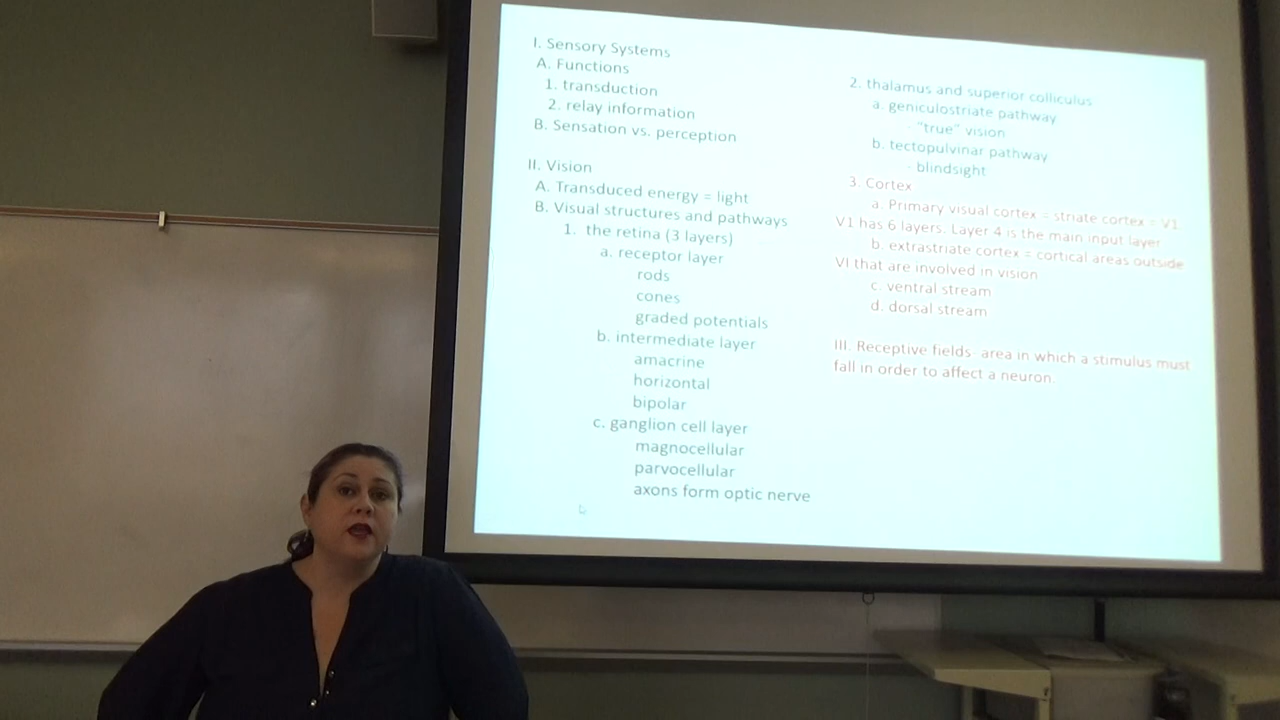 I. Sensory Systems
A. Functions
1. transduction
2. relay information
B. Sensation vs. perception
II. Vision
A. Transduced energy = light
B. Visual structures and pathways
1. the retina (3 layers)
a. receptor layer
rods
cones
graded potentials
b. intermediate layer
amacrine
horizontal
bipolar
c. ganglion cell layer
magnocellular
parvocellular
axons form optic nerve
2. thalamus and superior colliculus
a. geniculostriate pathway
- "true" vision
b. tectopulvinar pathway
- blindsight
3. Cortex
a. Primary visual cortex = striate cortex = V1.
V1 has 6 layers. Layer 4 is the main input layer
b. extrastriate cortex = cortical areas outside
VI that are involved in vision
c. ventral stream
d. dorsal stream
III. Receptive fields- area in which a stimulus must
fall in order to affect a neuron.